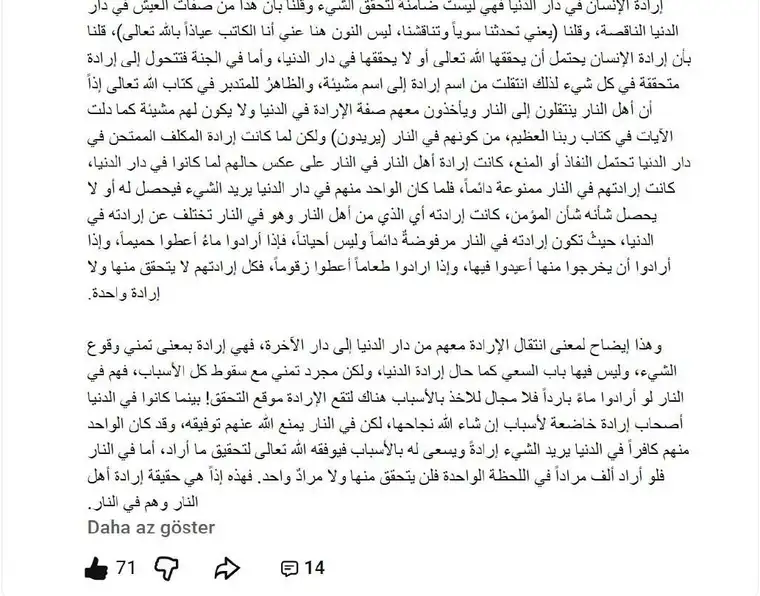 إرادة الإنسان في دار الدنيا فهي ليست ضامنة لتحقق الشيء وقلنا بأن هذا من صفات العيش في دار
الدنيا الناقصة، وقلنا (يعني تحدثنا سوياً وتناقشنا، ليس النون هنا عني أنا الكاتب عياذاً بالله تعالى)، قلنا
بأن إرادة الإنسان يحتمل أن يحققها الله تعالى أو لا يحققها في دار الدنيا، وأما في الجنة فتتحول إلى إرادة
متحققة في كل شيء لذلك انتقلت من اسم إرادة إلى اسم مشيئة، والظاهرُ للمتدبر في كتاب الله تعالى إذاً
أن أهل النار ينتقلون إلى النار ويأخذون معهم صفة الإرادة في الدنيا ولا يكون لهم مشيئة كما دلت
الآيات في كتاب ربنا العظيم، من كونهم في النار (يريدون) ولكن لما كانت إرادة المكلف الممتحن في
دار الدنيا تحتمل النفاذ أو المنع، كانت إرادة أهل النار في النار على عكس حالهم لما كانوا في دار الدنيا،
كانت إرادتهم في النار ممنوعة دائماً، فلما كان الواحد منهم في دار الدنيا يريد الشيء فيحصل له أو لا
يحصل شأنه شأن المؤمن، كانت إرادته أي الذي من أهل النار وهو في النار تختلف عن إرادته في
الدنيا، حيثُ تكون إرادته في النار مرفوضةٌ دائماً وليس أحياناً، فإذا أرادوا ماءً أعطوا حميماً، وإذا
أرادوا أن يخرجوا منها أعيدوا فيها، وإذا ارادوا طعاماً أعطوا زقوماً، فكل إرادتهم لا يتحقق منها ولا
إرادة واحدة.
وهذا إيضاح لمعنى انتقال الإرادة معهم من دار الدنيا إلى دار الآخرة، فهي إرادة بمعنى تمني وقوع
الشيء، وليس فيها باب السعي كما حال إرادة الدنيا، ولكن مجرد تمني مع سقوط كل الأسباب، فهم في
النار لو أرادوا ماءً بارداً فلا مجال للاخذ بالأسباب هناك لتقع الإرادة موقع التحقق! بينما كانوا في الدنيا
أصحاب إرادة خاضعة لأسباب إن شاء الله نجاحها، لكن في النار يمنع الله عنهم توفيقه، وقد كان الواحد
منهم كافراً في الدنيا يريد الشيء إرادةً ويسعى له بالأسباب فيوفقه الله تعالى لتحقيق ما أراد، أما في النار
فلو أراد ألف مراداً في اللحظة الواحدة فلن يتحقق منها ولا مرادٌ واحد. فهذه إذاً هي حقيقة إرادة أهل
النار وهم في النار.
Daha az göster
71 14